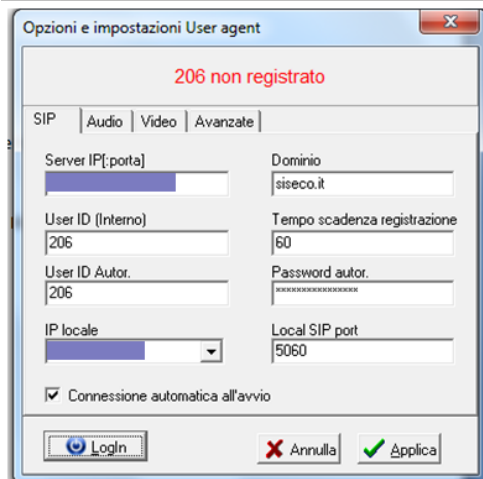 Opzioni e impostazioni User agent
206 non registrato
SIP Audio Video Avanzate
Server IP[:porta] Dominio
siseco.it
User ID (Interno) Tempo scadenza registrazione
206 60
User ID Autor. Password autor.
206 ****************
IP locale Local SIP port
5060
Connessione automatica all'avvio
LogIn Annulla Applica